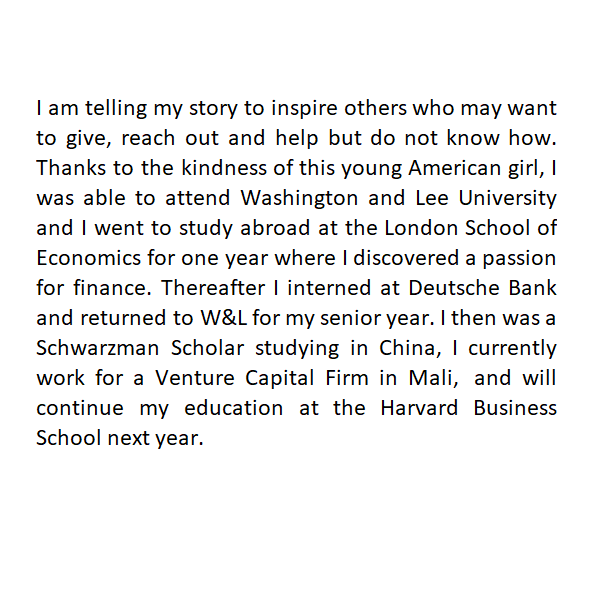 I am telling my story to inspire others who may want
to give, reach out and help but do not know how.
Thanks to the kindness of this young American girl, I
was able to attend Washington and Lee University
and I went to study abroad at the London School of
Economics for one year where I discovered a passion
for finance. Thereafter I interned at Deutsche Bank
and returned to W&L for my senior year. I then was a
Schwarzman Scholar studying in China, I currently
work for a Venture Capital Firm in Mali, and will
continue my education at the Harvard Business
School next year.